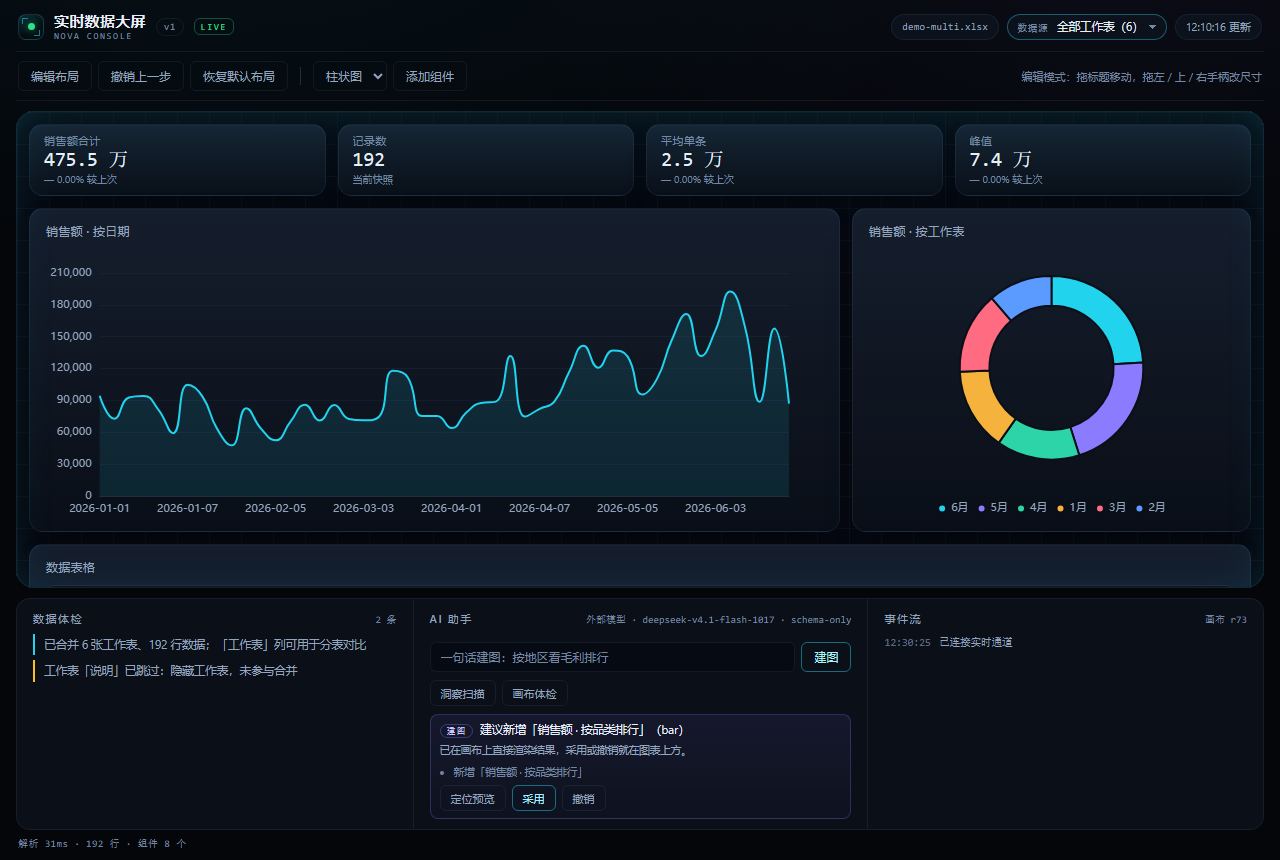 实时数据大屏
NOVA CONSOLE
v1
LIVE
demo-multi.xlsx
数据源 全部工作表 (6)
12:10:16 更新
编辑布局
撤销上一步
恢复默认布局
柱状图
添加组件
编辑模式：拖标题移动，拖左 / 上 / 右手柄改尺寸
销售额合计
475.5 万
— 0.00% 较上次
记录数
192
当前快照
平均单条
2.5 万
— 0.00% 较上次
峰值
7.4 万
— 0.00% 较上次
销售额 · 按日期
210,000
180,000
150,000
120,000
90,000
60,000
30,000
0
2026-01-01 2026-01-07 2026-02-05 2026-03-03 2026-04-01 2026-04-07 2026-05-05 2026-06-03
销售额 · 按工作表
6月 5月 4月 1月 3月 2月
数据表格
数据体检
2 条
已合并 6 张工作表、192 行数据；「工作表」列可用于分表对比
工作表「说明」已跳过：隐藏工作表，未参与合并
AI 助手
外部模型 · deepseek-v4.1-flash-1017 · schema-only
一句话建图：按地区看毛利排行
建图
洞察扫描
画布体检
建图 建议新增「销售额 · 按品类排行」（bar）
已在画布上直接渲染结果，采用或撤销就在图表上方。
• 新增「销售额 · 按品类排行」
定位预览
采用
撤销
事件流
画布 r73
12:30:25 已连接实时通道
解析 31ms · 192 行 · 组件 8 个